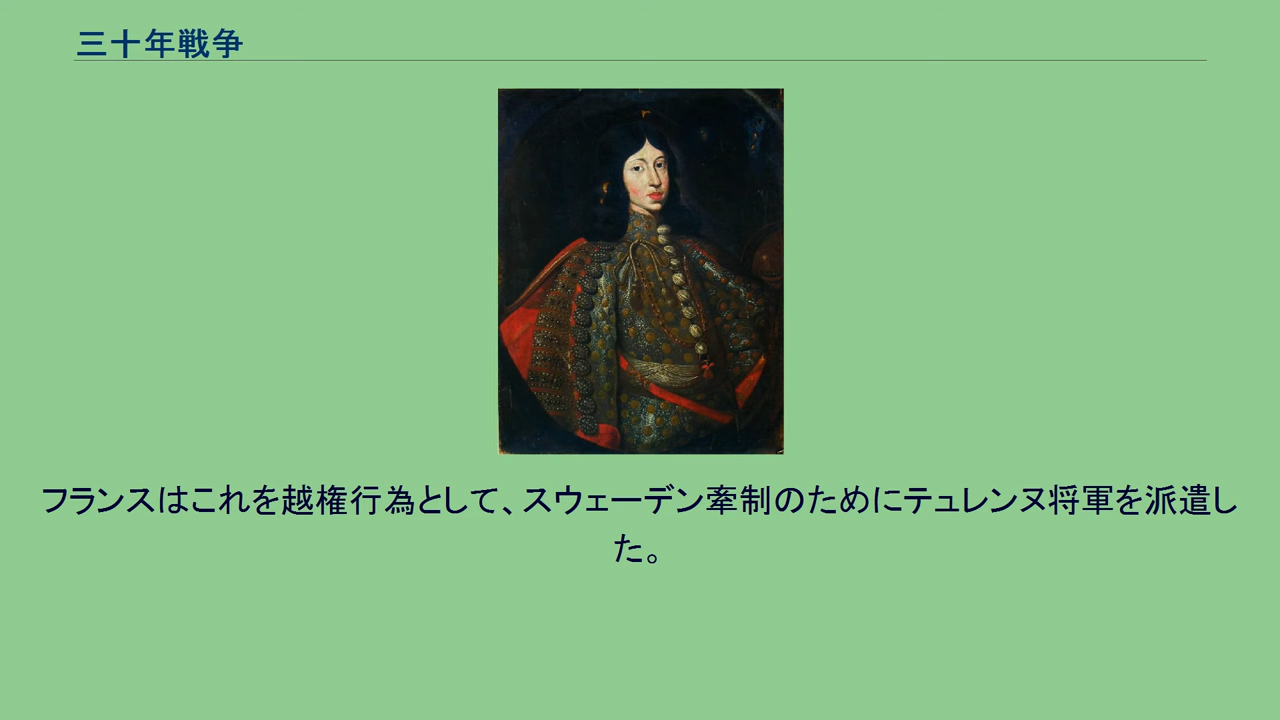 三十年戦争
フランスはこれを越権行為として、スウェーデン牽制のためにテュレンヌ将軍を派遣し
た。